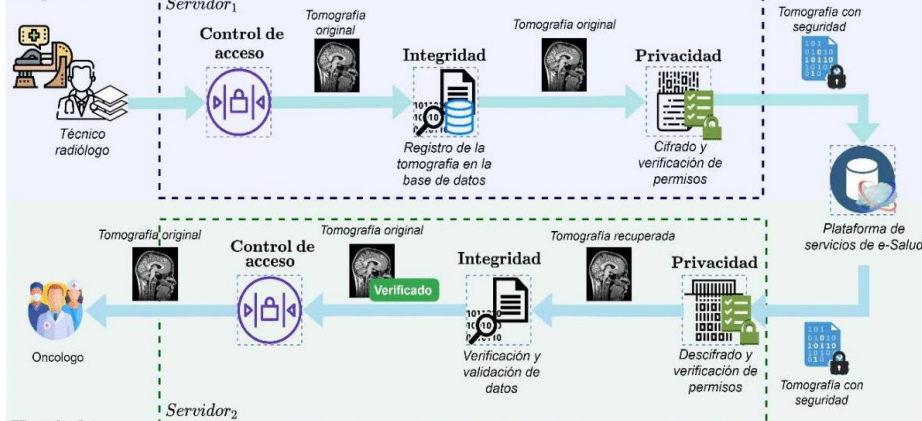 Servidor₁
Tomografía
original
Control de
acceso
Tomografía
original
Integridad
Privacidad
Tomografía con
seguridad
Técnico
radiólogo
Registro de la
tomografía en la
base de datos
Cifrado y
verificación de
permisos
Plataforma de
servicios de e-Salud
Tomografía original
Control de
acceso
Tomografía original
Verificado
Integridad
Tomografía recuperada
Privacidad
Oncologo
Verificación y
validación de
datos
Descifrado y
verificación de
permisos
Tomografía con
seguridad
Servidor₂